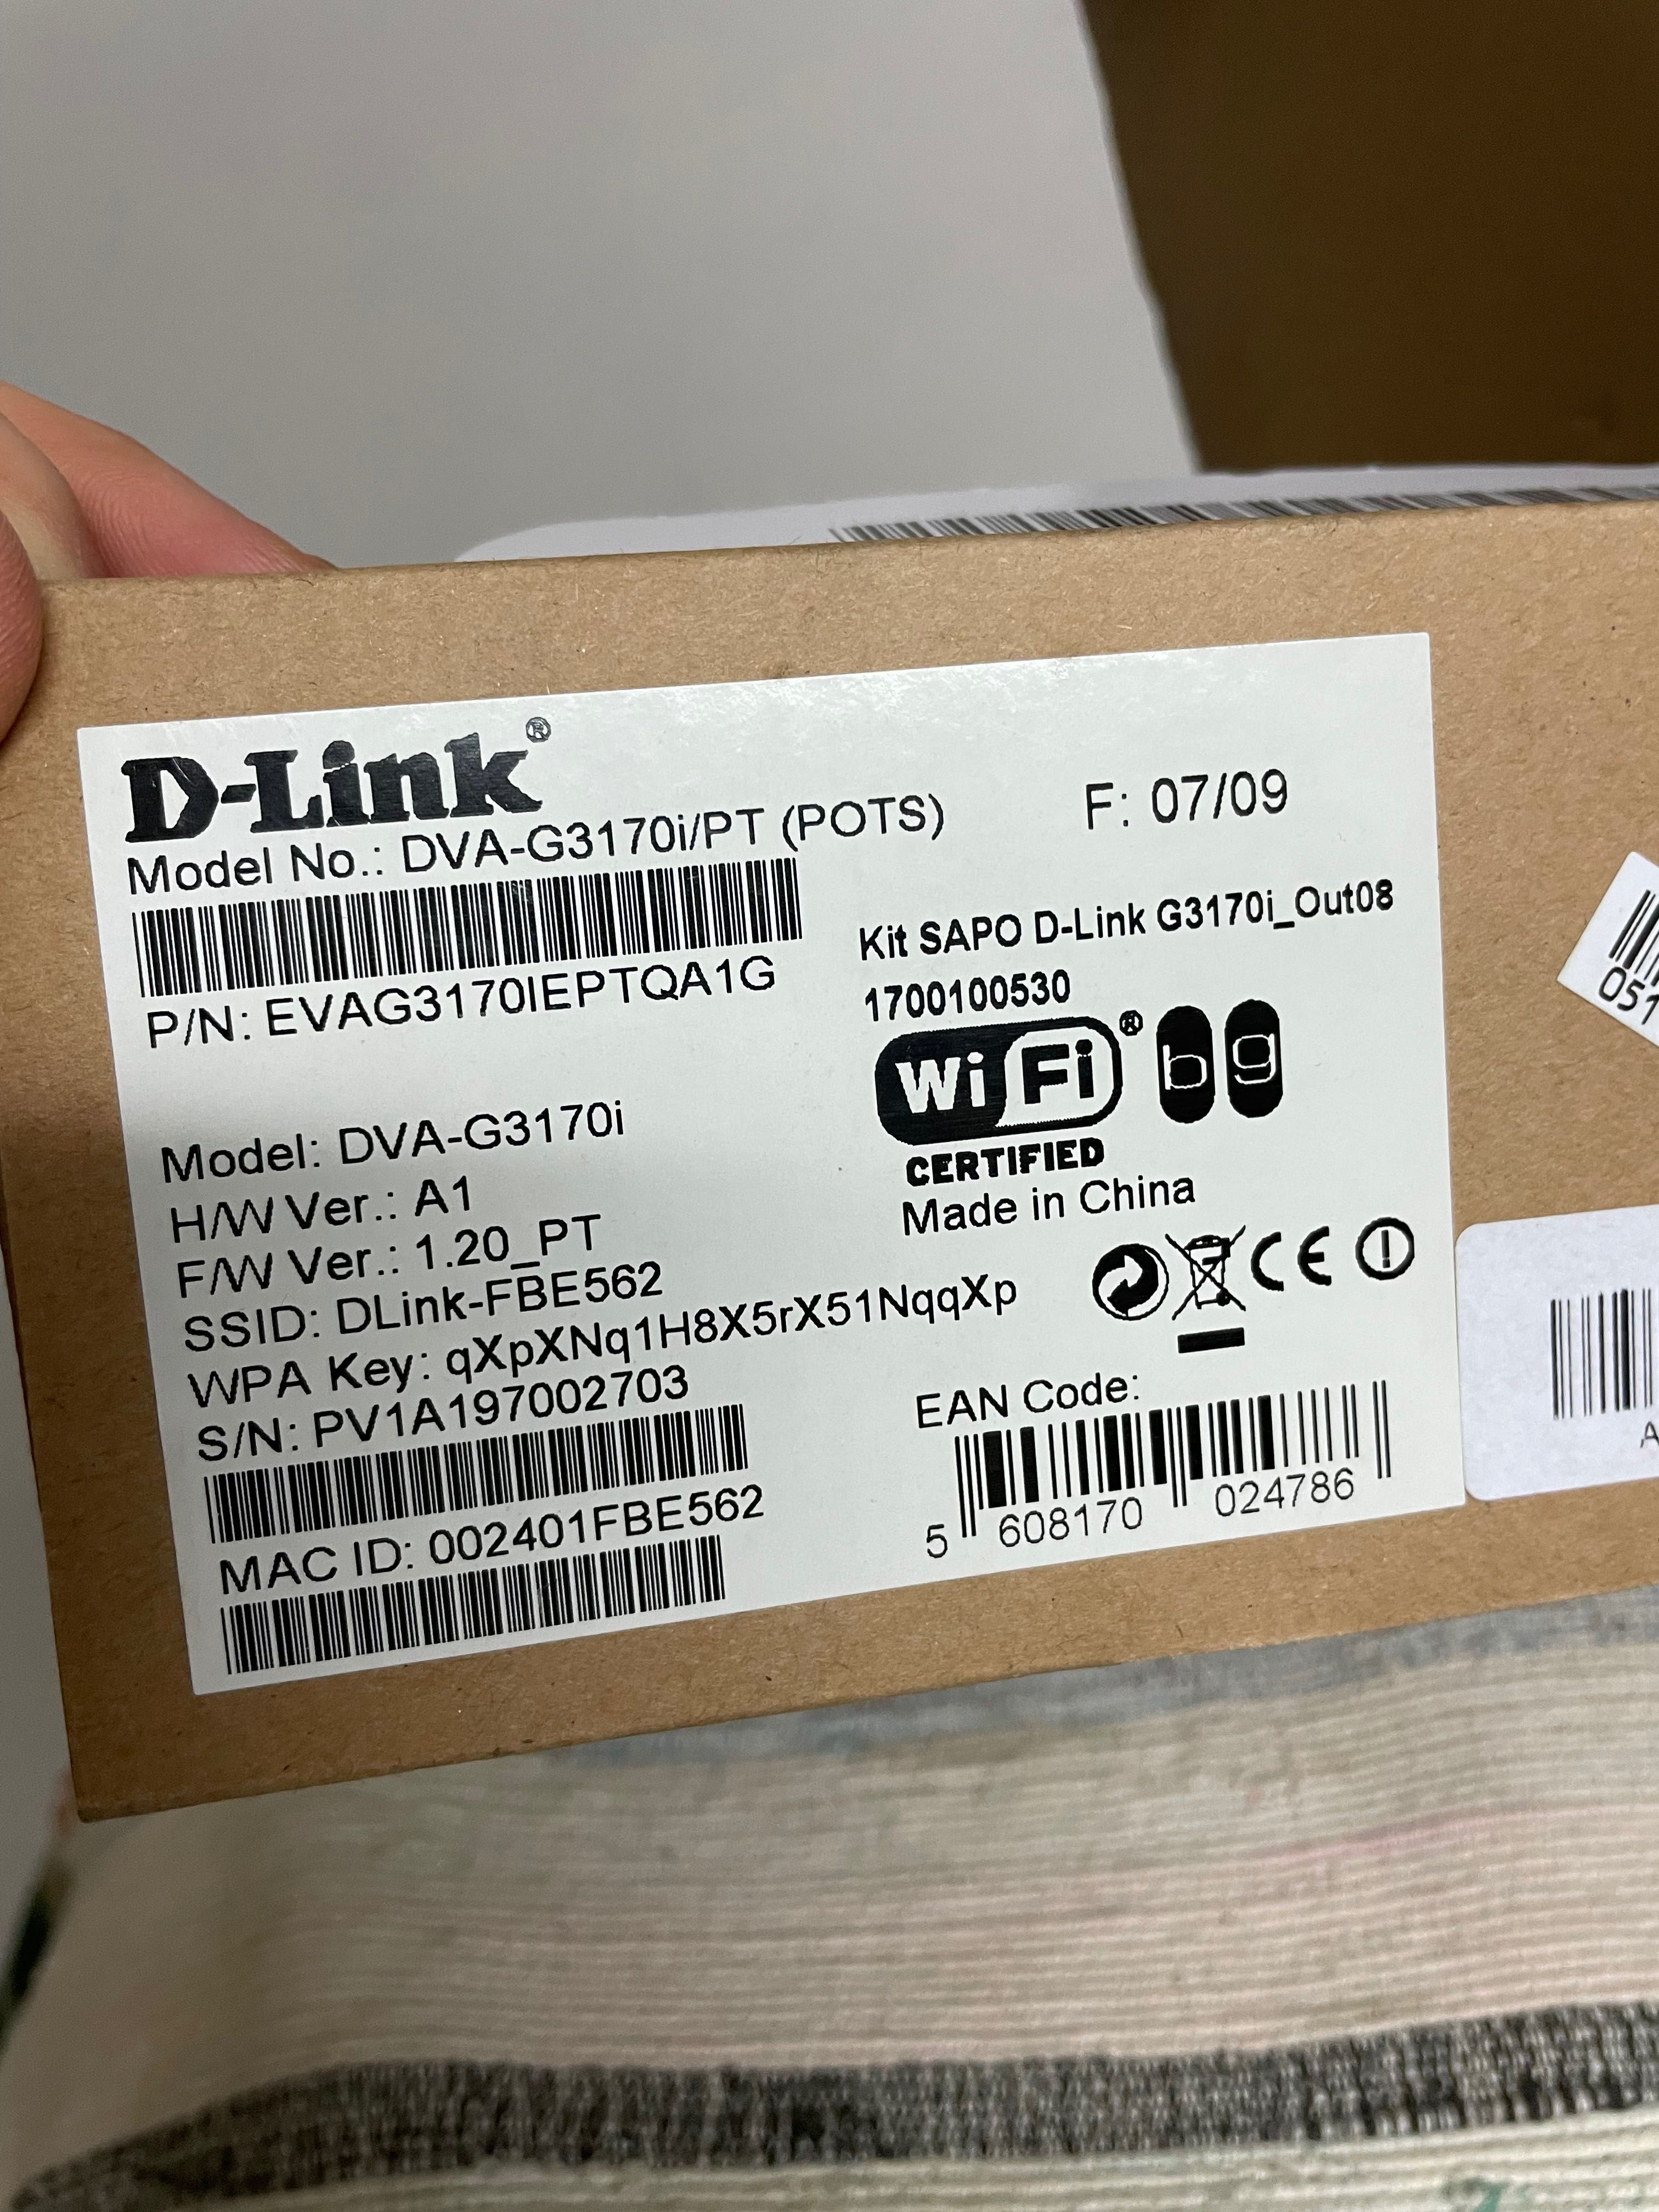 D-Link®
Model No.: DVA-G3170i/PT (POTS)
F: 07/09
P/N: EVAG3170IEPTQA1G
Kit SAPO D-Link G3170i_Out08
1700100530
Wi Fi ® b g
CERTIFIED
Made in China
Model: DVA-G3170i
H/W Ver.: A1
F/W Ver.: 1.20_PT
SSID: DLink-FBE562
WPA Key: qXpXNq1H8X5rX51NqqXp
S/N: PV1A197002703
MAC ID: 002401FBE562
CE
EAN Code:
5 608170 024786
051
A